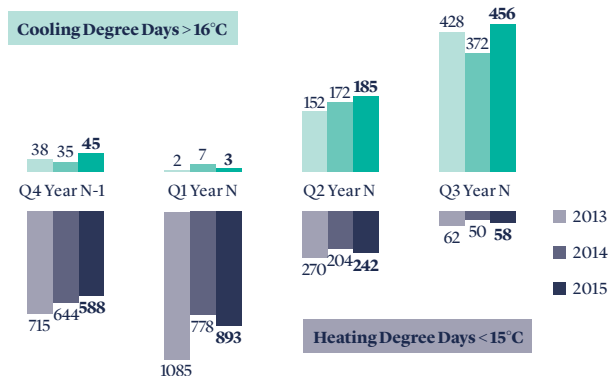 Cooling Degree Days > 16°C
428 372 456
152 172 185
38 35 45
2 7 3
Q4 Year N-1 Q1 Year N Q2 Year N Q3 Year N
62 50 58
2013
270 204 242
2014
2015
715 644 588
778 893
Heating Degree Days < 15°C
1085